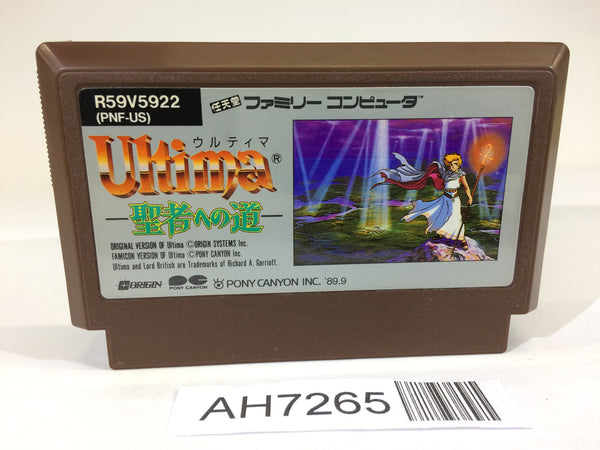 R59V5922
(PNF-US)
任天堂 ファミリー コンピュータ™
ウルティマ
Ultima®
聖者への道
ORIGINAL VERSION OF Ultima ©ORIGIN SYSTEMS Inc.
FAMICON VERSION OF Ultima ©PONY CANYON Inc.
Ultima and Lord British are Trademarks of Richard A. Garriott.
ORIGIN
PONY CANYON
PONY CANYON INC. '89.9
AH7265